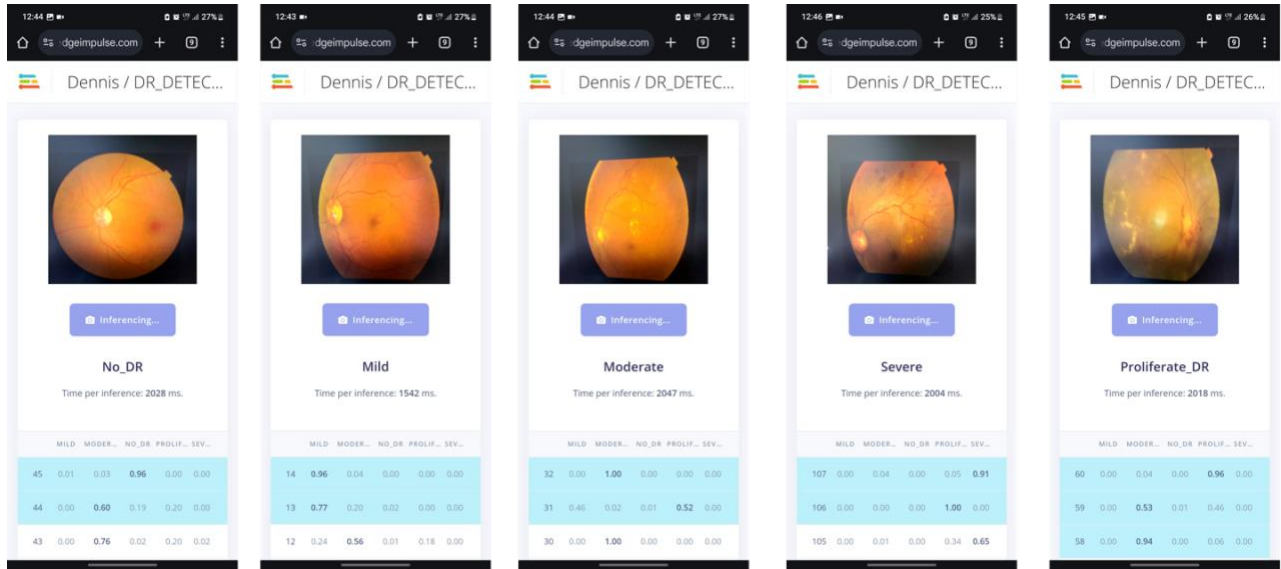 12:44 27%
dgeimpulse.com + 9
Dennis / DR_DETEC...
Inferencing...
No_DR
Time per inference: 2028 ms.
MILD MODER... NO_DR PROLIF... SEV...
45 0.01 0.03 0.96 0.00 0.00
44 0.00 0.60 0.19 0.20 0.00
43 0.00 0.76 0.02 0.20 0.02
12:43 27%
dgeimpulse.com + 9
Dennis / DR_DETEC...
Inferencing...
Mild
Time per inference: 1542 ms.
MILD MODER... NO_DR PROLIF... SEV...
14 0.96 0.04 0.00 0.00 0.00
13 0.77 0.20 0.02 0.00 0.00
12 0.24 0.56 0.01 0.18 0.00
12:44 27%
dgeimpulse.com + 9
Dennis / DR_DETEC...
Inferencing...
Moderate
Time per inference: 2047 ms.
MILD MODER... NO_DR PROLIF... SEV...
32 0.00 1.00 0.00 0.00 0.00
31 0.46 0.02 0.01 0.52 0.00
30 0.00 1.00 0.00 0.00 0.00
12:46 25%
dgeimpulse.com + 9
Dennis / DR_DETEC...
Inferencing...
Severe
Time per inference: 2004 ms.
MILD MODER... NO_DR PROLIF... SEV...
107 0.00 0.04 0.00 0.05 0.91
106 0.00 0.00 0.00 1.00 0.00
105 0.00 0.01 0.00 0.34 0.65
12:45 26%
dgeimpulse.com + 9
Dennis / DR_DETEC...
Inferencing...
Proliferate_DR
Time per inference: 2018 ms.
MILD MODER... NO_DR PROLIF... SEV...
60 0.00 0.04 0.00 0.96 0.00
59 0.00 0.53 0.01 0.46 0.00
58 0.00 0.94 0.00 0.06 0.00